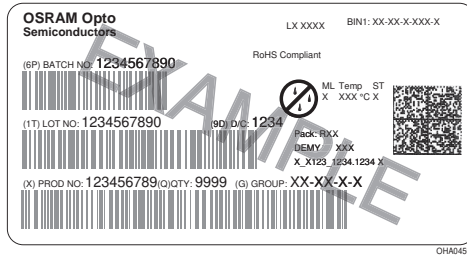 OSRAM Opto
Semiconductors
LX XXXX
BIN1: XX-XX-X-XXX-X
RoHS Compliant
(6P) BATCH NO: 1234567890
ML Temp ST
X XXX °C X
(1T) LOT NO: 1234567890
(9D) D/C: 1234
Pack: RXX
DEMY XXX
X_X123_1234.1234 X
(X) PROD NO: 123456789(Q)QTY: 9999 (G) GROUP: XX-XX-X-X
EXAMPLE
OHA04563